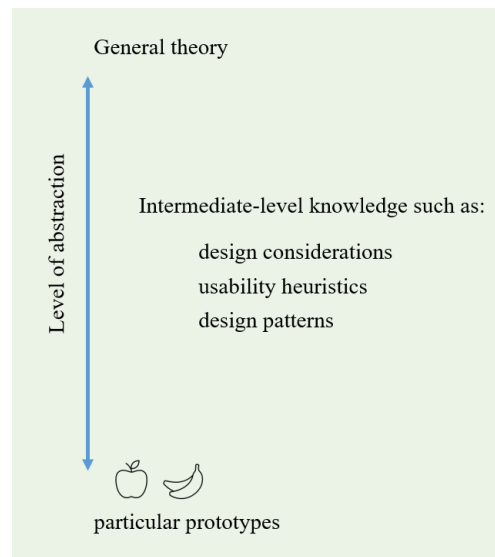 General theory
Level of abstraction
Intermediate-level knowledge such as:
design considerations
usability heuristics
design patterns
particular prototypes